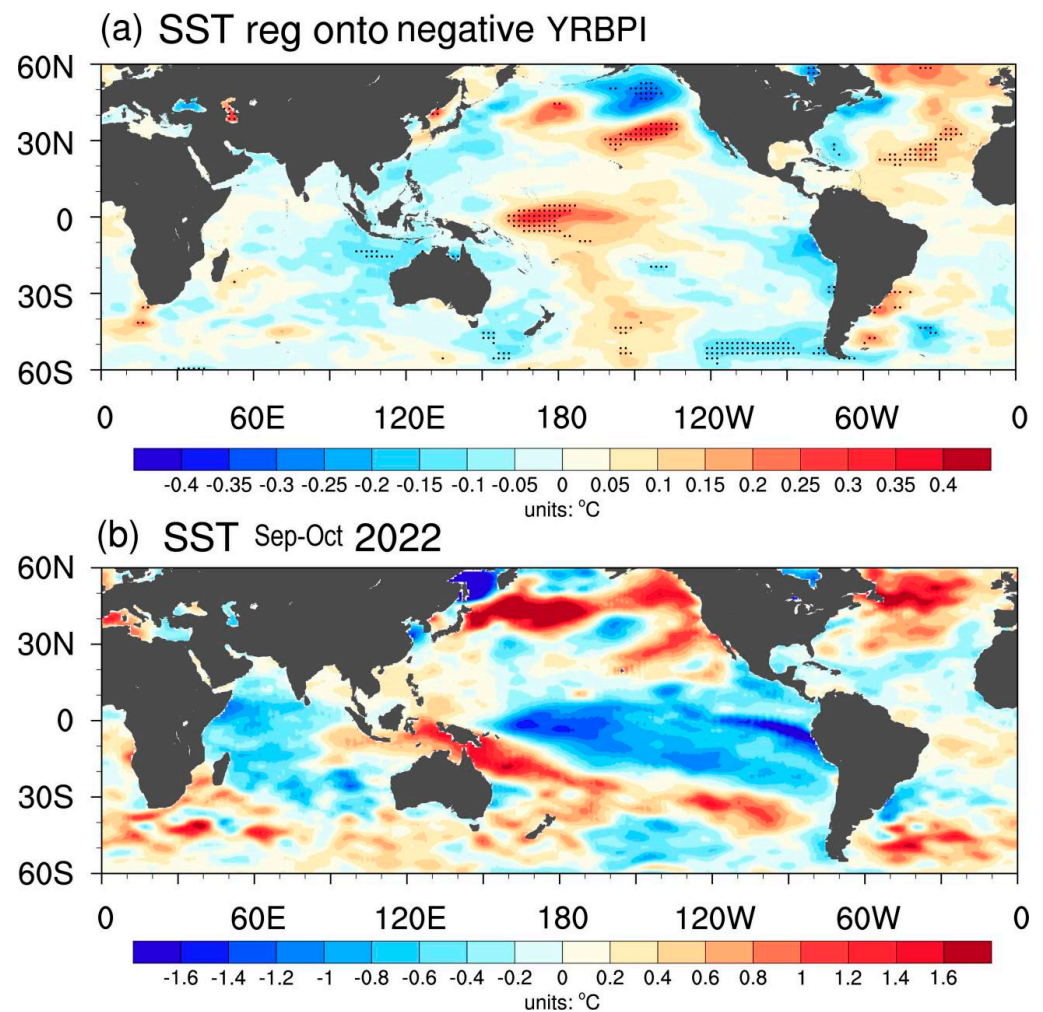 (a) SST reg onto negative YRBPI
60N
30N
0
30S
60S
0 60E 120E 180 120W 60W 0
-0.4 -0.35 -0.3 -0.25 -0.2 -0.15 -0.1 -0.05 0 0.05 0.1 0.15 0.2 0.25 0.3 0.35 0.4
units: °C
(b) SST Sep-Oct 2022
60N
30N
0
30S
60S
0 60E 120E 180 120W 60W 0
-1.6 -1.4 -1.2 -1 -0.8 -0.6 -0.4 -0.2 0 0.2 0.4 0.6 0.8 1 1.2 1.4 1.6
units: °C